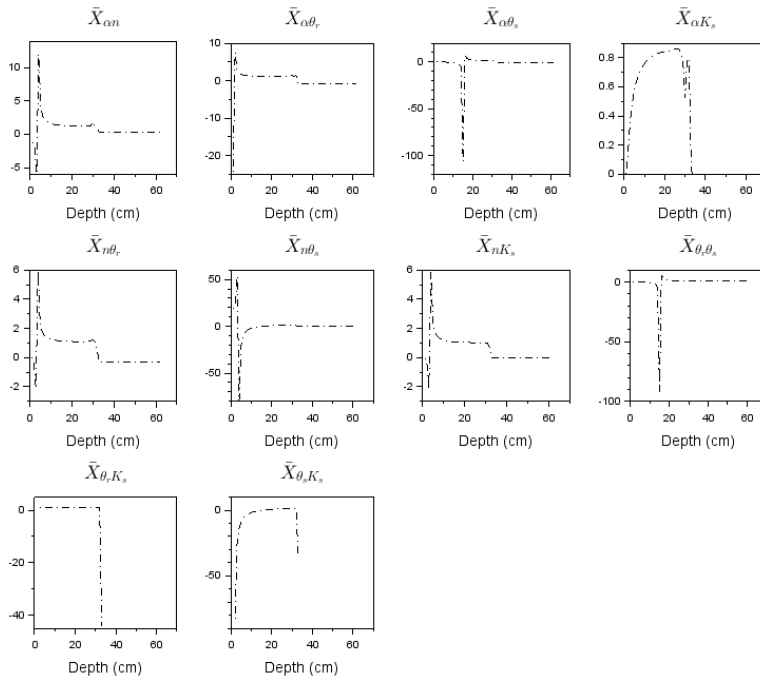 X̄αn X̄αθr X̄αθs X̄αKs
10
5
0
-5
0 20 40 60
Depth (cm)
10
0
-10
-20
0 20 40 60
Depth (cm)
0
-40
-80
-120
0 20 40 60
Depth (cm)
0.8
0.6
0.4
0.2
0
0 20 40 60
Depth (cm)
X̄nθr X̄nθs X̄nKs X̄θrθs
6
4
2
0
-2
0 20 40 60
Depth (cm)
50
0
-50
0 20 40 60
Depth (cm)
6
4
2
0
-2
0 20 40 60
Depth (cm)
0
-50
-100
0 20 40 60
Depth (cm)
X̄θrKs X̄θsKs
0
-20
-40
0 20 40 60
Depth (cm)
0
-50
0 20 40 60
Depth (cm)